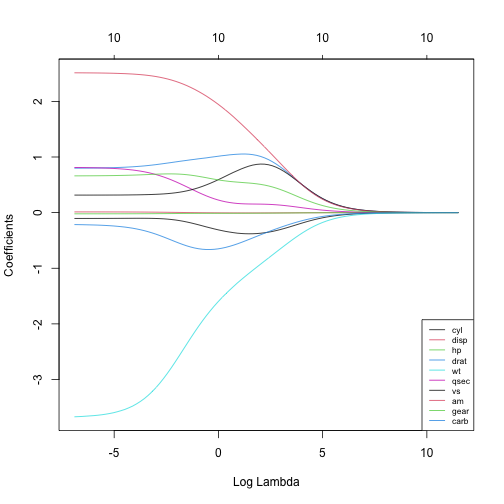 10 10 10 10
2
1
0
-1
-2
-3
Coefficients
-5 0 5 10
Log Lambda
cyl
disp
hp
drat
wt
qsec
vs
am
gear
carb